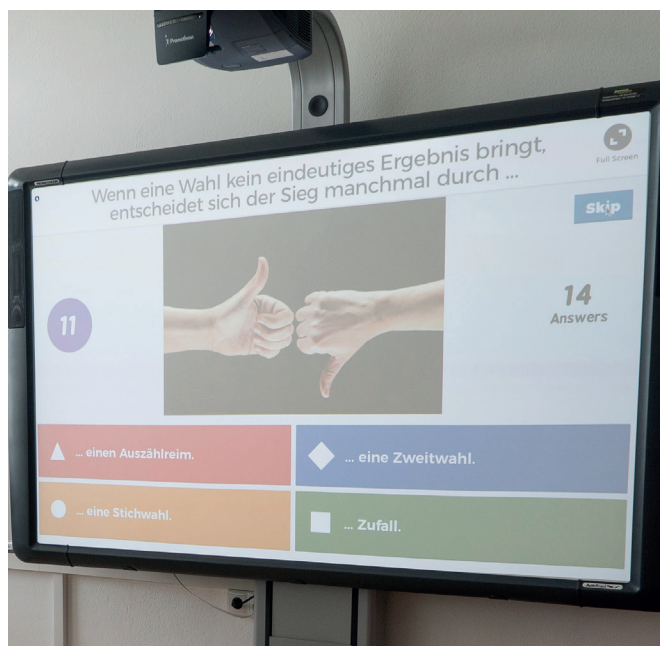 Promethean
Wenn eine Wahl kein eindeutiges Ergebnis bringt,
entscheidet sich der Sieg manchmal durch ...
Full Screen
Skip
11
14
Answers
... einen Auszählreim.
... eine Zweitwahl.
... eine Stichwahl.
... Zufall.